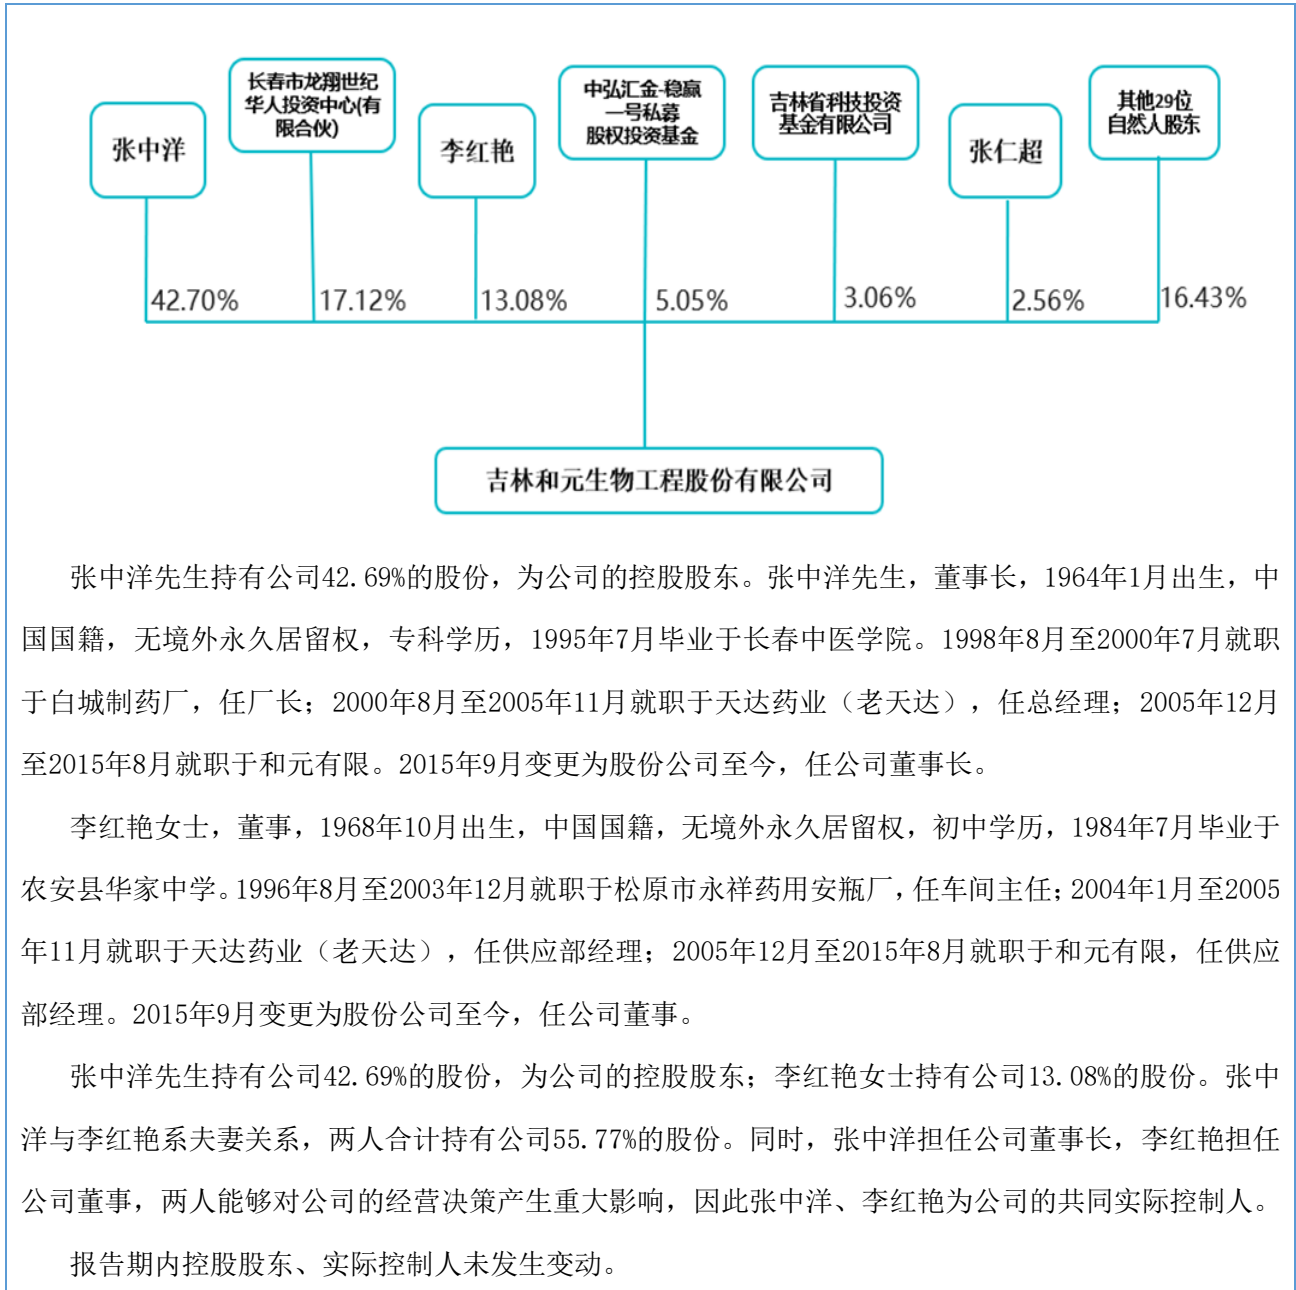 张中洋
长春市龙翔世纪
华人投资中心(有
限合伙)
李红艳
中弘汇金-稳赢
一号私募
股权投资基金
吉林省科技投资
基金有限公司
张仁超
其他29位
自然人股东
42.70%
17.12%
13.08%
5.05%
3.06%
2.56%
16.43%
吉林和元生物工程股份有限公司
张中洋先生持有公司42.69%的股份，为公司的控股股东。张中洋先生，董事长，1964年1月出生，中
国国籍，无境外永久居留权，专科学历，1995年7月毕业于长春中医学院。1998年8月至2000年7月就职
于白城制药厂，任厂长；2000年8月至2005年11月就职于天达药业（老天达），任总经理；2005年12月
至2015年8月就职于和元有限。2015年9月变更为股份公司至今，任公司董事长。
李红艳女士，董事，1968年10月出生，中国国籍，无境外永久居留权，初中学历，1984年7月毕业于
农安县华家中学。1996年8月至2003年12月就职于松原市永祥药用安瓶厂，任车间主任；2004年1月至2005
年11月就职于天达药业（老天达），任供应部经理；2005年12月至2015年8月就职于和元有限，任供应
部经理。2015年9月变更为股份公司至今，任公司董事。
张中洋先生持有公司42.69%的股份，为公司的控股股东；李红艳女士持有公司13.08%的股份。张中
洋与李红艳系夫妻关系，两人合计持有公司55.77%的股份。同时，张中洋担任公司董事长，李红艳担任
公司董事，两人能够对公司的经营决策产生重大影响，因此张中洋、李红艳为公司的共同实际控制人。
报告期内控股股东、实际控制人未发生变动。